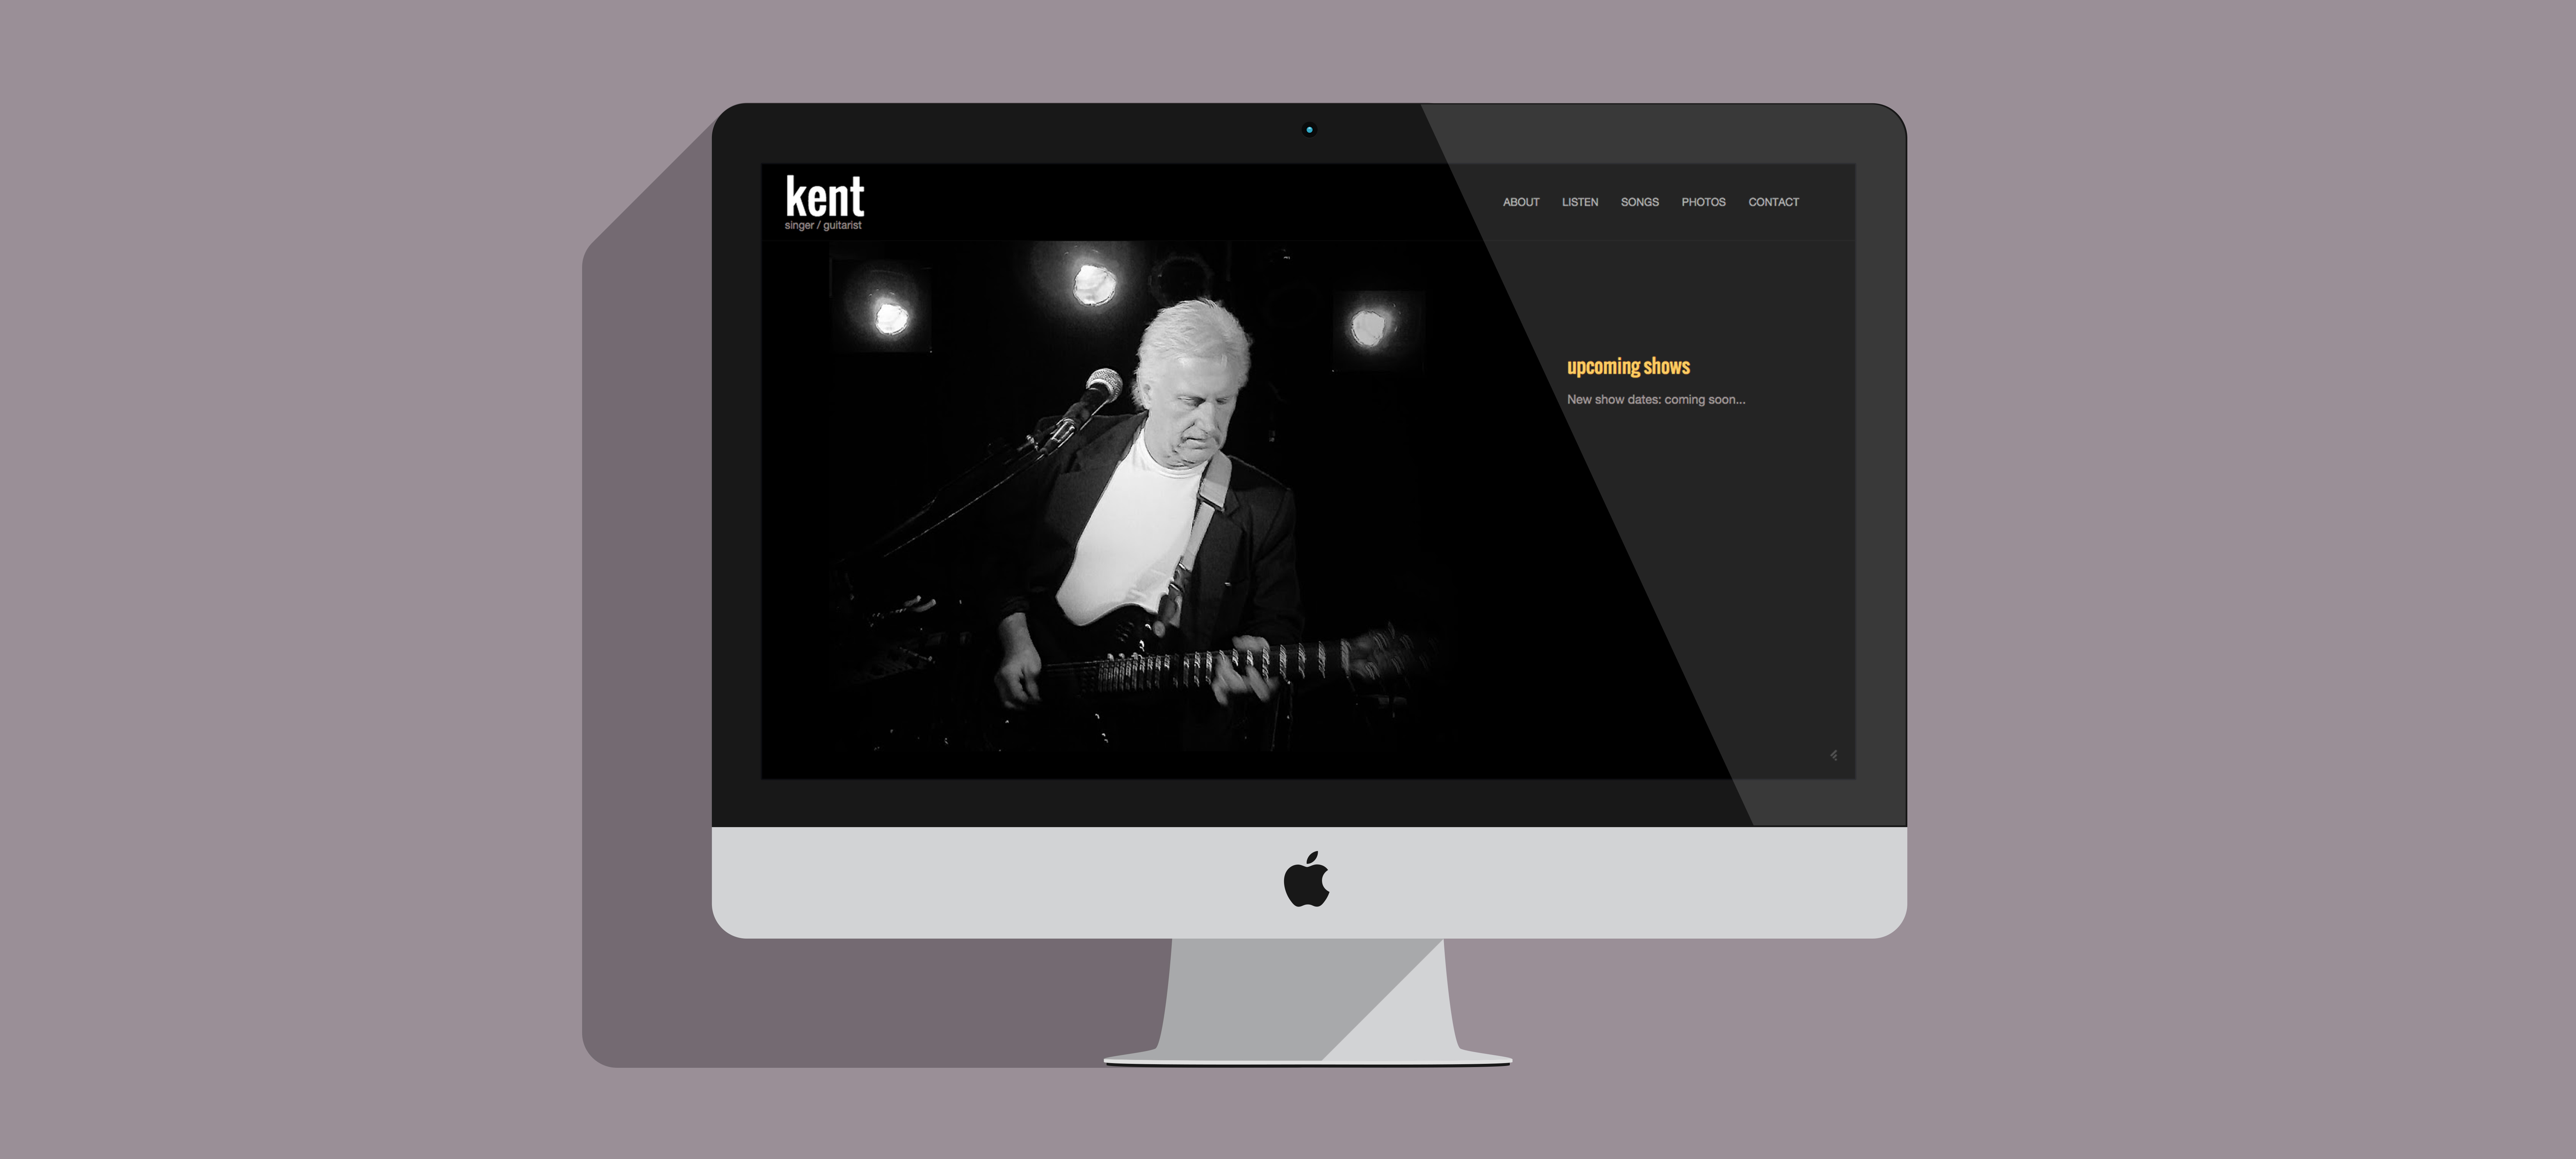 kent
singer / guitarist
ABOUT LISTEN SONGS PHOTOS CONTACT
upcoming shows
New show dates: coming soon...